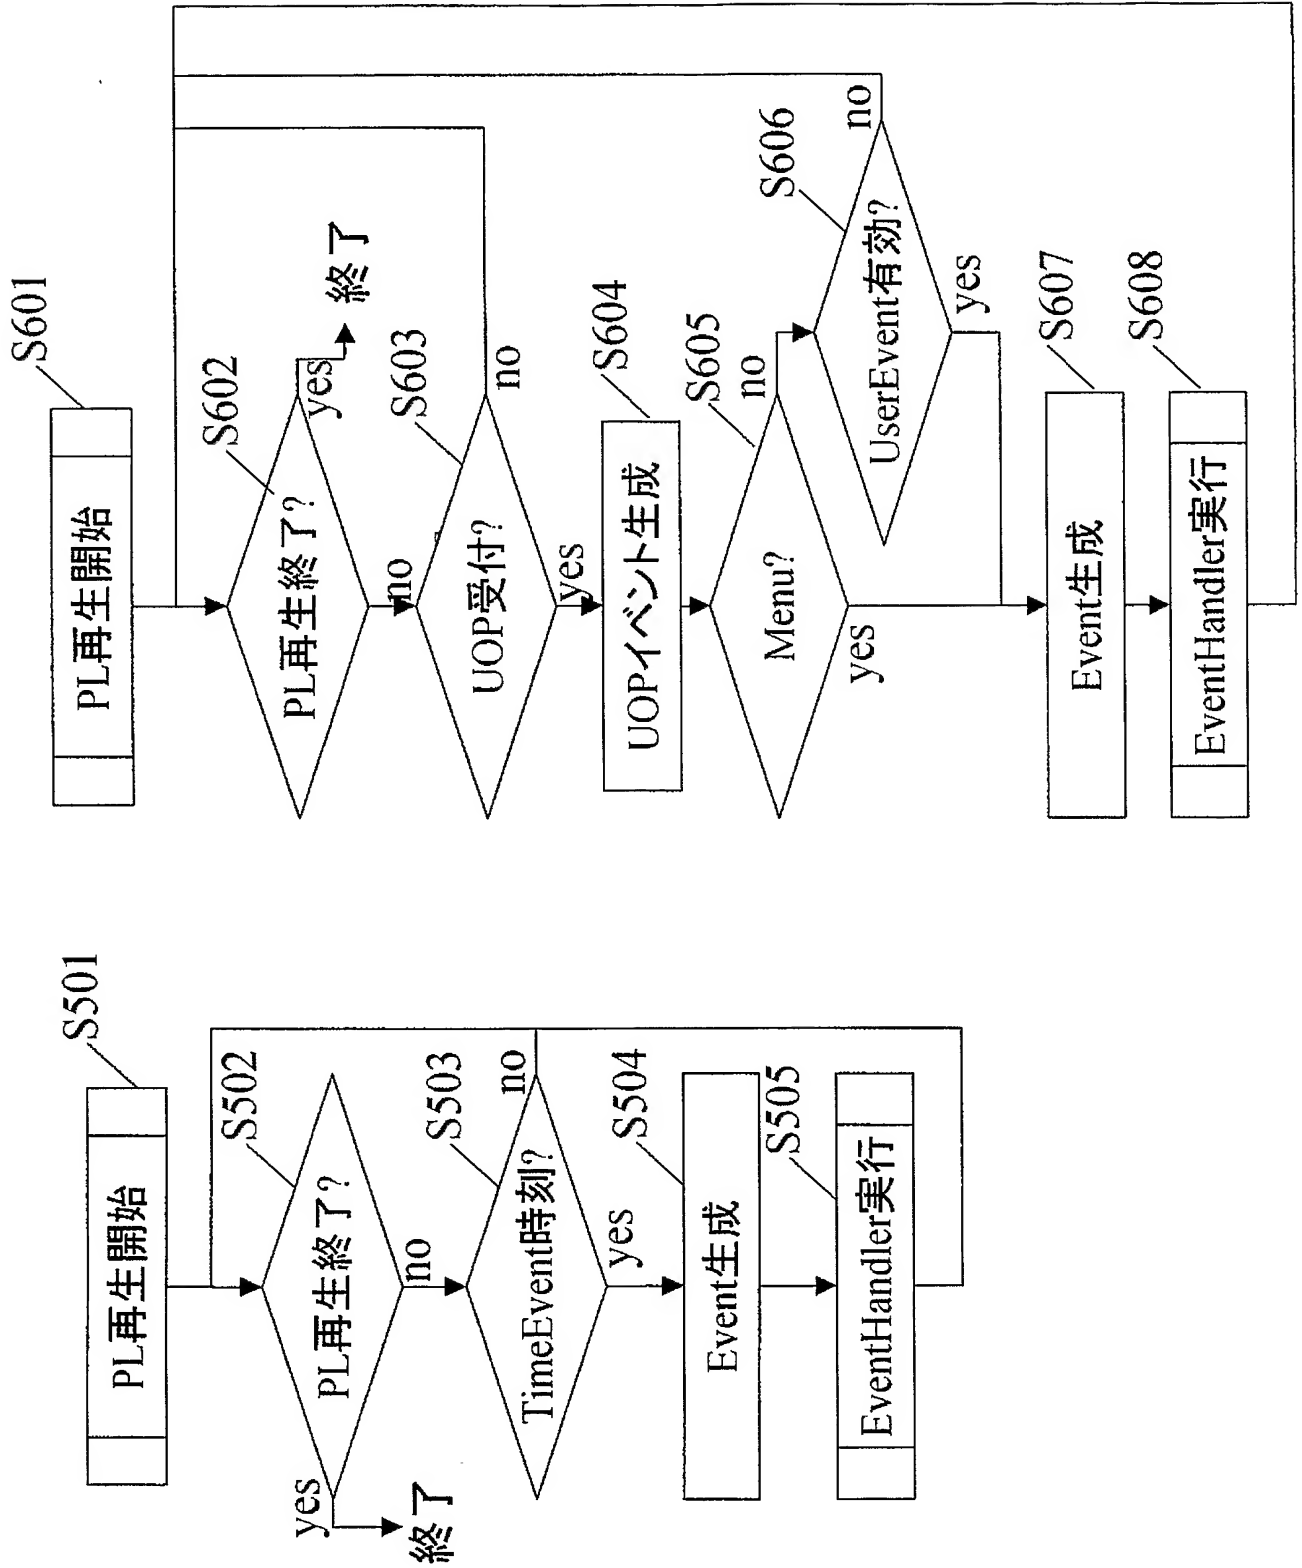 S501
PL再生開始
S502
PL再生終了?
yes
終了
no
S503
TimeEvent時刻?
no
yes
S504
Event生成
S505
EventHandler実行
S601
PL再生開始
S602
PL再生終了?
yes
終了
no
S603
UOP受付?
no
yes
S604
UOPイベント生成
S605
Menu?
no
yes
S606
UserEvent有効?
no
yes
S607
Event生成
S608
EventHandler実行